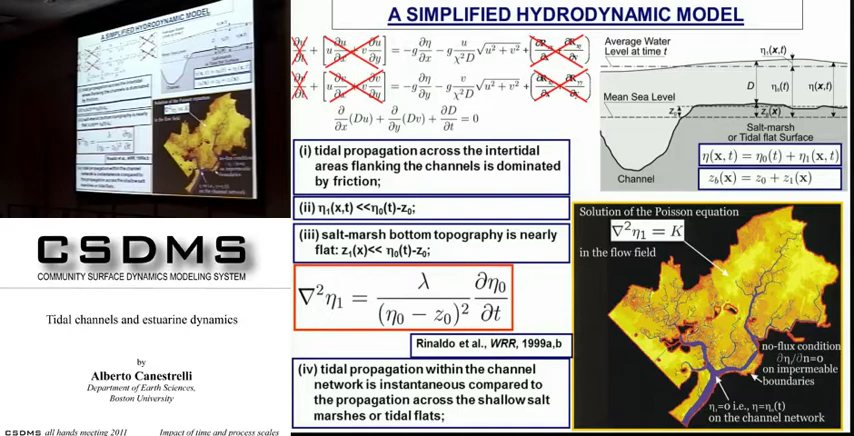 A SIMPLIFIED HYDRODYNAMIC MODEL
∂u/∂t + [u ∂u/∂x + v ∂u/∂y] = −g ∂η/∂x − g u/(χ²D) √(u² + v²) + (∂Rxx/∂x + ∂Rxy/∂y)
∂v/∂t + [u ∂v/∂x + v ∂v/∂y] = −g ∂η/∂y − g v/(χ²D) √(u² + v²) +
∂/∂x (Du) + ∂/∂y (Dv) + ∂D/∂t = 0
Average Water
Level at time t
η₁(x,t)
Mean Sea Level
D
η₀(t)
η(x,t)
z₀
z₁(x)
Salt-marsh
or Tidal flat Surface
Channel
η(x, t) = η₀(t) + η₁(x, t)
z_b(x) = z₀ + z₁(x)
(i) tidal propagation across the intertidal
areas flanking the channels is dominated
by friction;
(ii) η₁(x,t) <<η₀(t)-z₀;
(iii) salt-marsh bottom topography is nearly
flat: z₁(x)<< η₀(t)-z₀;
∇²η₁ = λ/(η₀ − z₀)² ∂η₀/∂t
Rinaldo et al., WRR, 1999a,b
(iv) tidal propagation within the channel
network is instantaneous compared to
the propagation across the shallow salt
marshes or tidal flats;
Solution of the Poisson equation
∇²η₁ = K
in the flow field
no-flux condition
∂η₁/∂n=0
on impermeable
boundaries
η₁=0 i.e., η=η₀(t)
on the channel network
CSDMS
COMMUNITY SURFACE DYNAMICS MODELING SYSTEM
Tidal channels and estuarine dynamics
by
Alberto Canestrelli
Department of Earth Sciences,
Boston University
CSDMS all hands meeting 2011
Impact of time and process scales